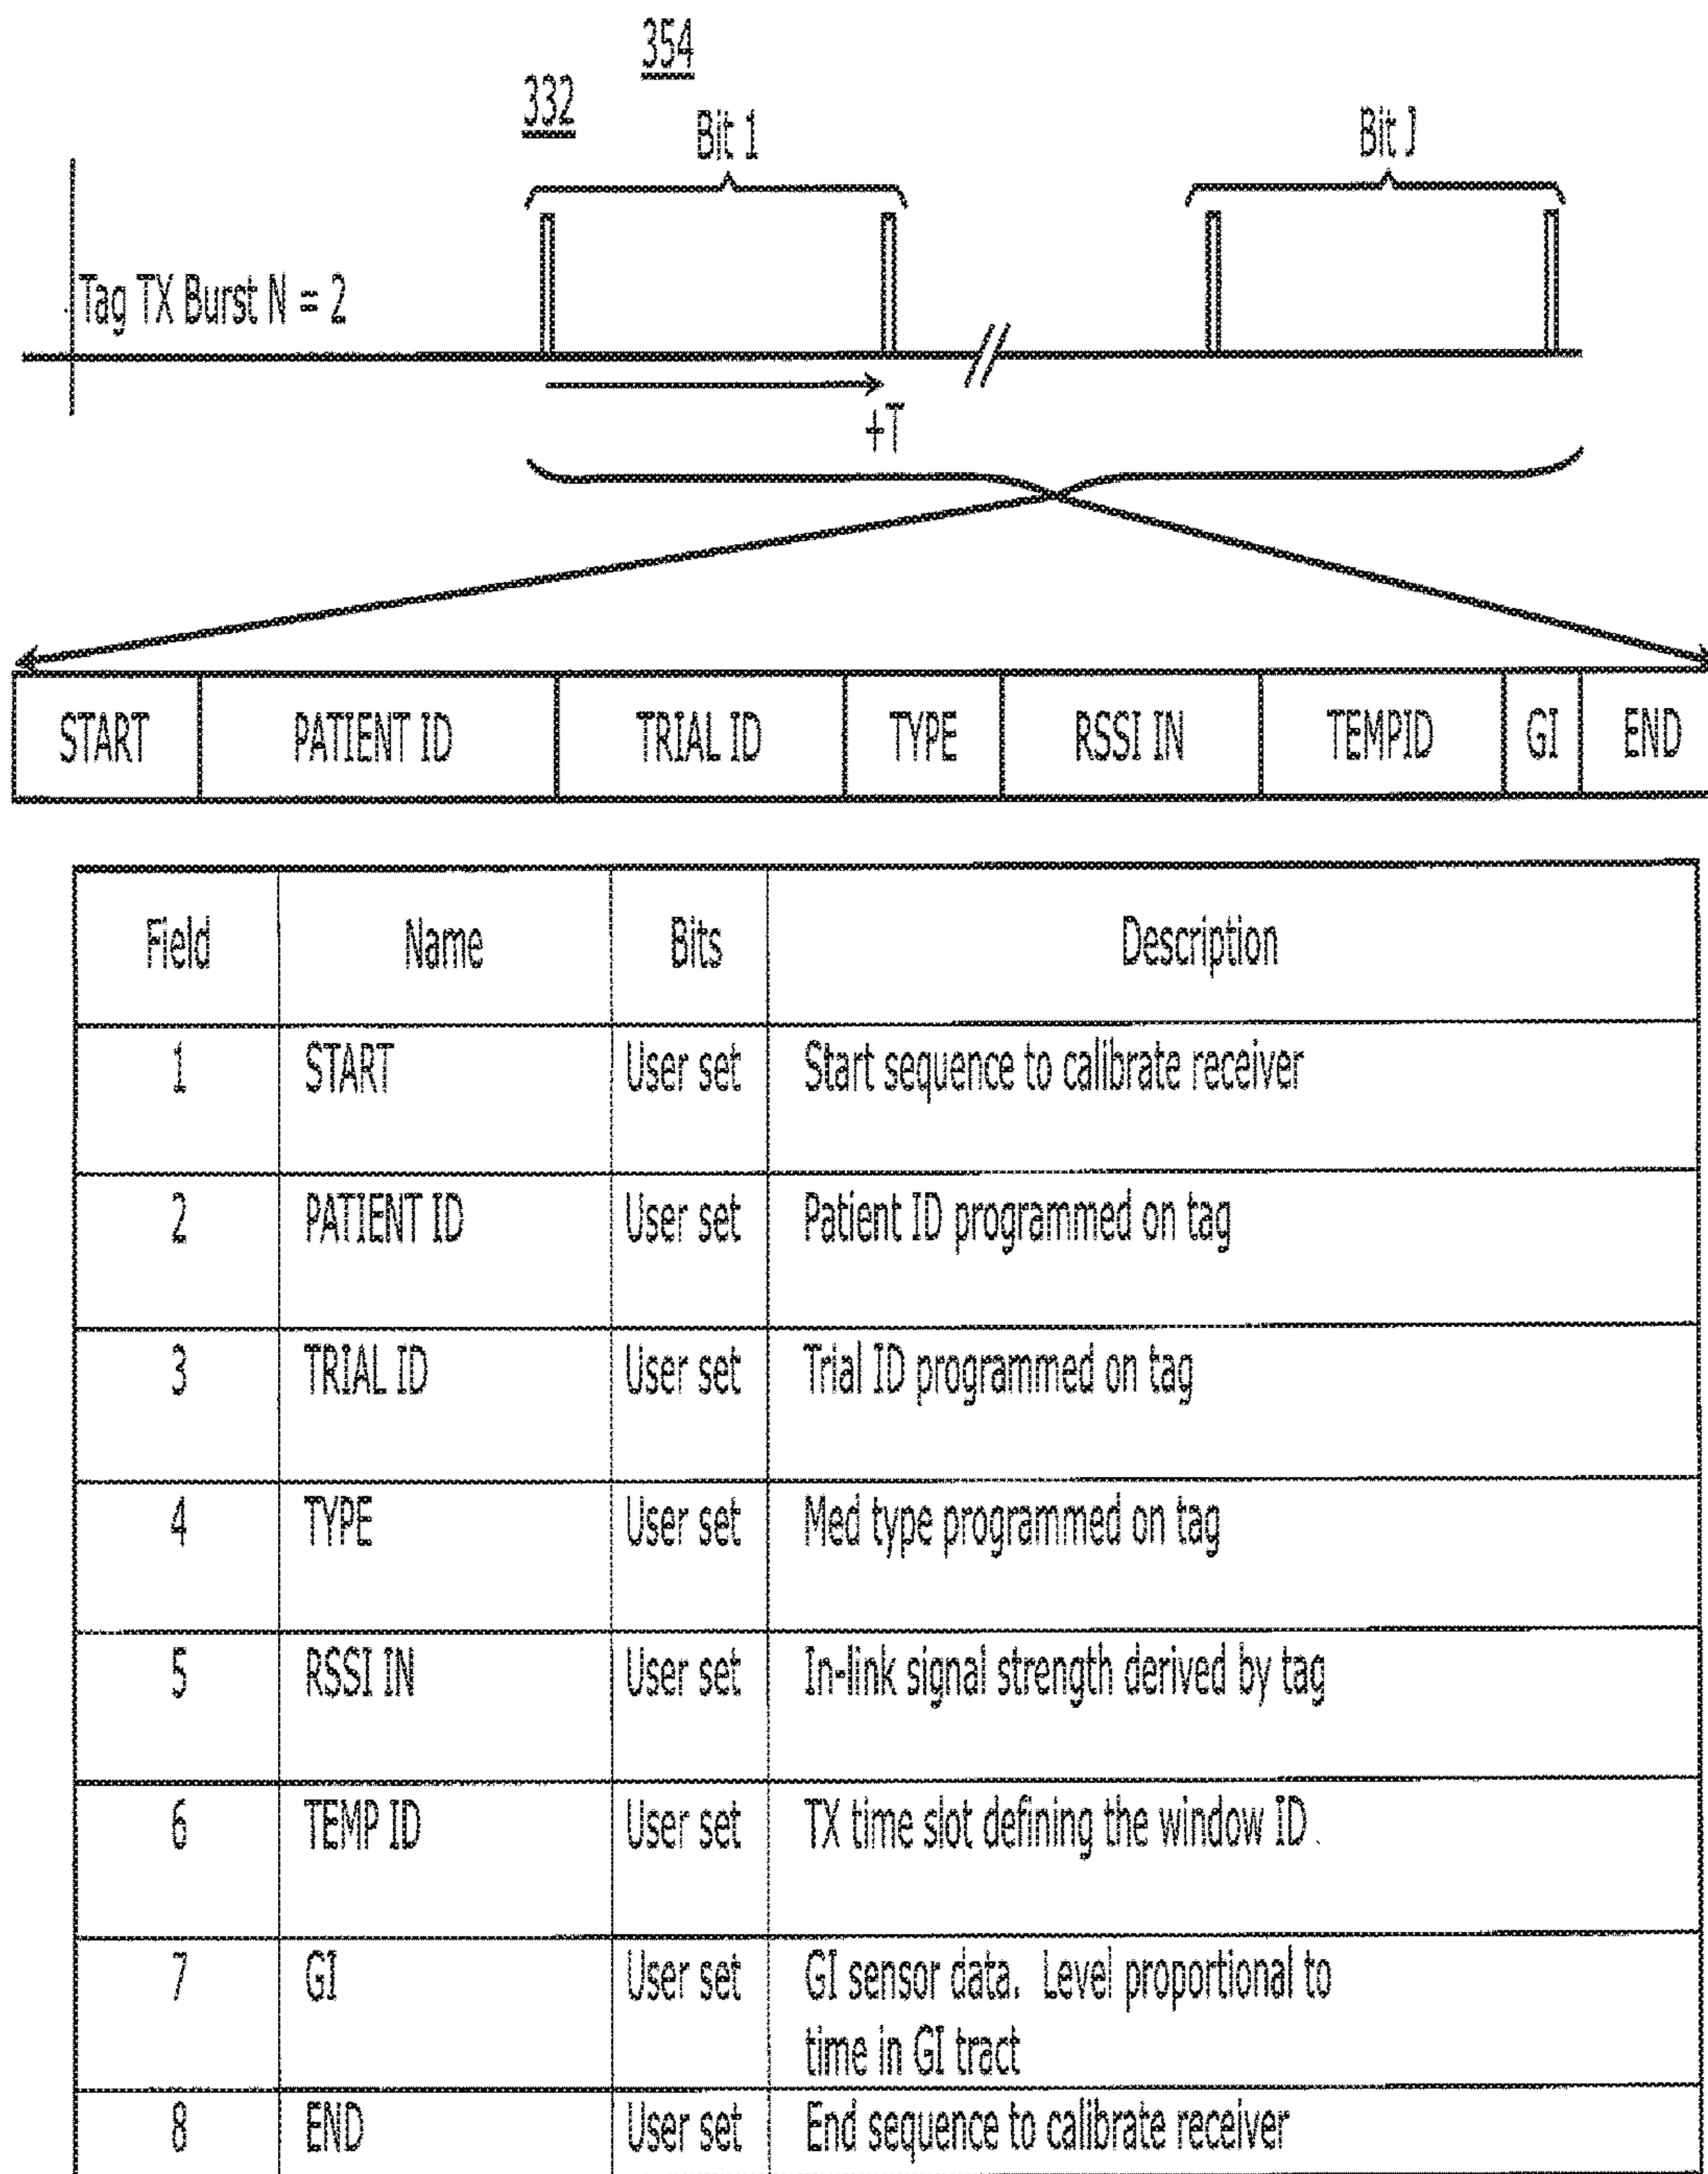 354
332
Bit 1
Bit J
Tag TX Burst N = 2
+T
START PATIENT ID TRIAL ID TYPE RSSI IN TEMPID GI END
Field Name Bits Description
1 START User set Start sequence to calibrate receiver
2 PATIENT ID User set Patient ID programmed on tag
3 TRIAL ID User set Trial ID programmed on tag
4 TYPE User set Med type programmed on tag
5 RSSI IN User set In-link signal strength derived by tag
6 TEMP ID User set TX time slot defining the window ID
7 GI User set GI sensor data. Level proportional to
time in GI tract
8 END User set End sequence to calibrate receiver